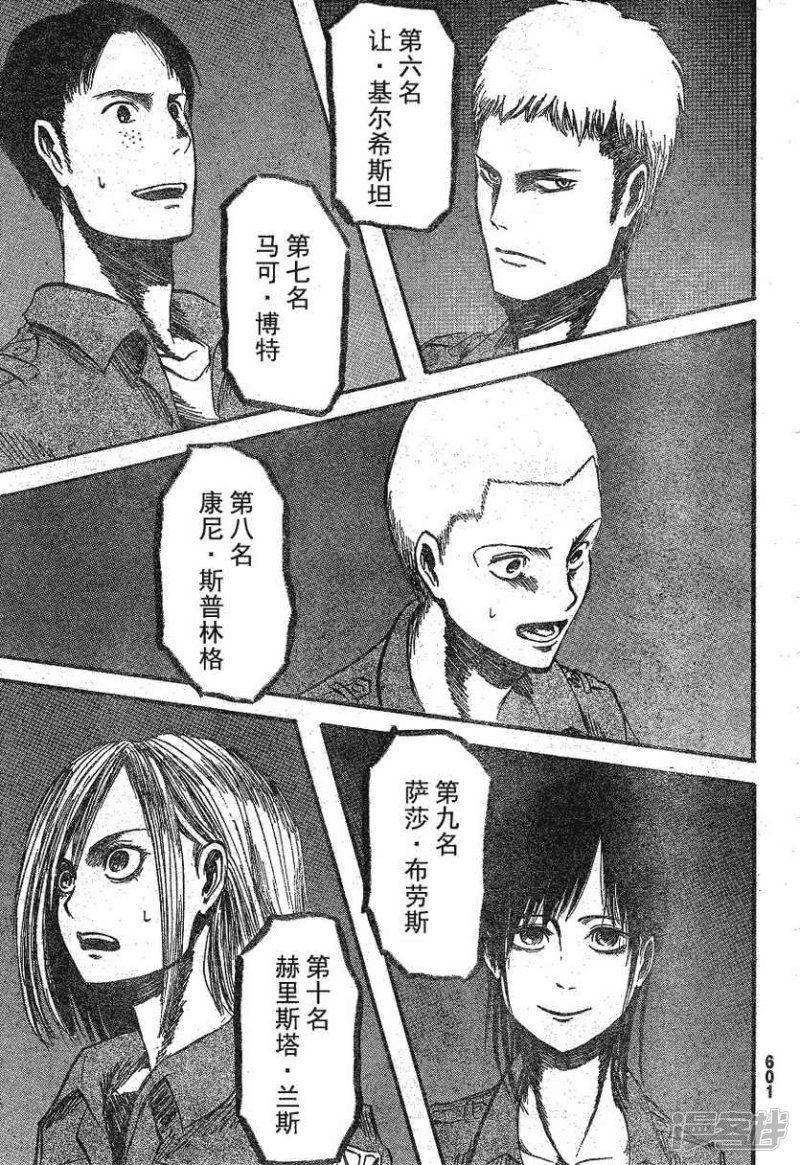 第六名
让·基尔希斯坦
第七名
马可·博特
第八名
康尼·斯普林格
第九名
萨莎·布劳斯
第十名
赫里斯塔·兰斯
601
漫客栈